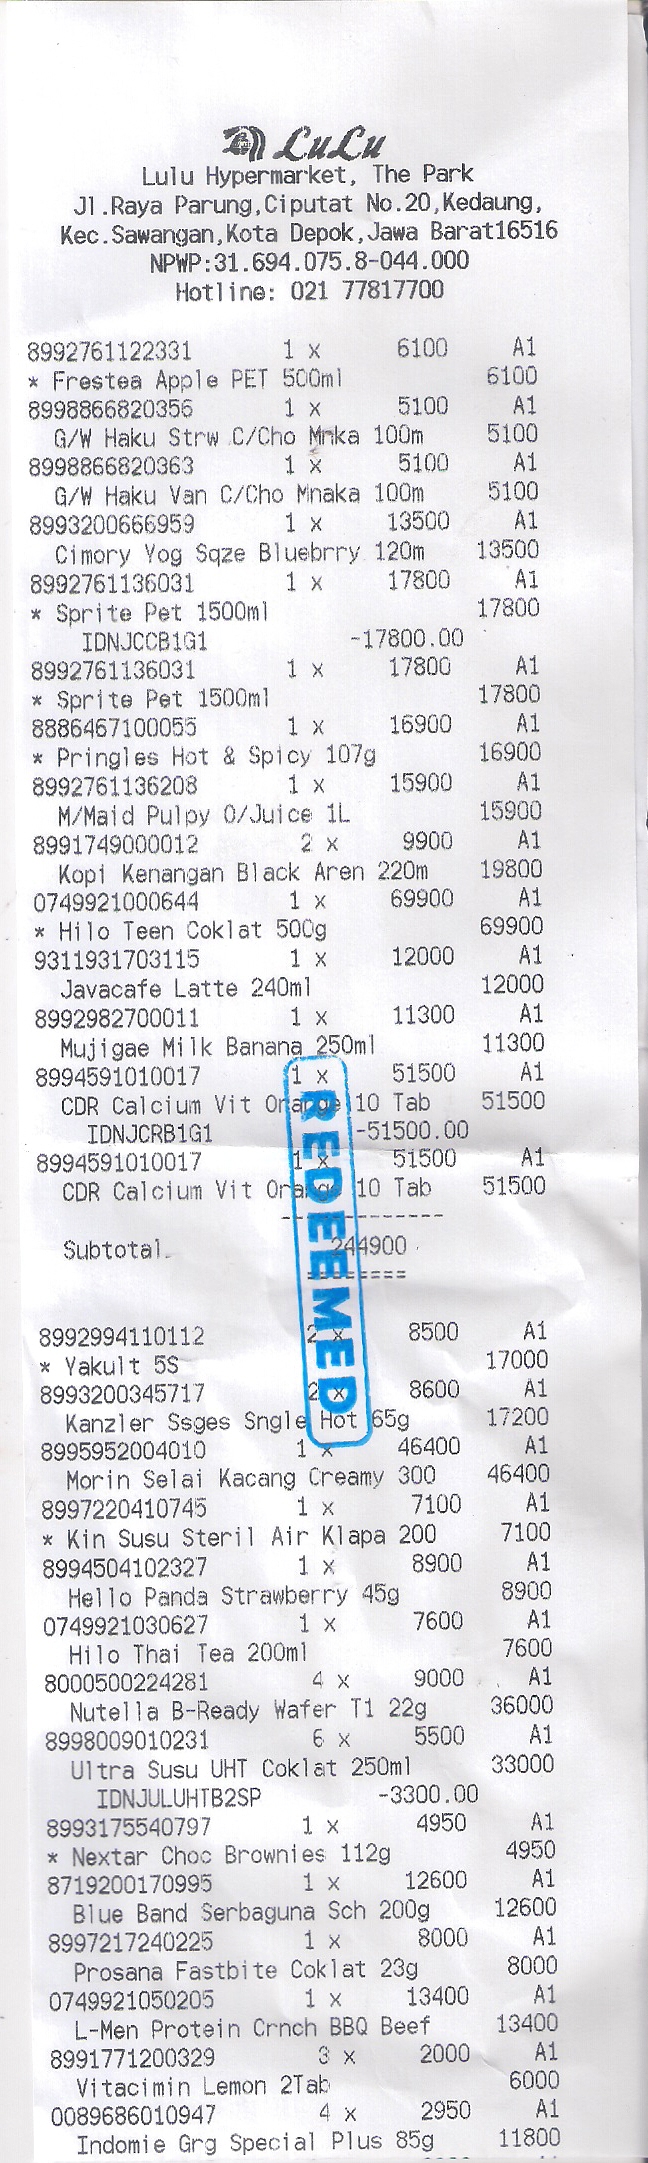 LuLu
Lulu Hypermarket, The Park
Jl.Raya Parung,Ciputat No.20,Kedaung,
Kec.Sawangan,Kota Depok,Jawa Barat16516
NPWP:31.694.075.8-044.000
Hotline: 021 77817700
8992761122331 1 x 6100 A1
* Frestea Apple PET 500ml 6100
8998866820356 1 x 5100 A1
G/W Haku Strw C/Cho Mnka 100m 5100
8998866820363 1 x 5100 A1
G/W Haku Van C/Cho Mnaka 100m 5100
8993200666959 1 x 13500 A1
Cimory Yog Sqze Bluebrry 120m 13500
8992761136031 1 x 17800 A1
* Sprite Pet 1500ml 17800
IDNJCCB1G1 -17800.00
8992761136031 1 x 17800 A1
* Sprite Pet 1500ml 17800
8886467100055 1 x 16900 A1
* Pringles Hot & Spicy 107g 16900
8992761136208 1 x 15900 A1
M/Maid Pulpy O/Juice 1L 15900
8991749000012 2 x 9900 A1
Kopi Kenangan Black Aren 220m 19800
0749921000644 1 x 69900 A1
* Hilo Teen Coklat 500g 69900
9311931703115 1 x 12000 A1
Javacafe Latte 240ml 12000
8992982700011 1 x 11300 A1
Mujigae Milk Banana 250ml 11300
8994591010017 1 x 51500 A1
CDR Calcium Vit Orange 10 Tab 51500
IDNJCRB1G1 -51500.00
8994591010017 1 x 51500 A1
CDR Calcium Vit Orange 10 Tab 51500
Subtotal 244900
REDEEMED
8992994110112 2 x 8500 A1
* Yakult 5S 17000
8993200345717 2 x 8600 A1
Kanzler Ssges Sngle Hot 65g 17200
8995952004010 1 x 46400 A1
Morin Selai Kacang Creamy 300 46400
8997220410745 1 x 7100 A1
* Kin Susu Steril Air Klapa 200 7100
8994504102327 1 x 8900 A1
Hello Panda Strawberry 45g 8900
0749921030627 1 x 7600 A1
Hilo Thai Tea 200ml 7600
8000500224281 4 x 9000 A1
Nutella B-Ready Wafer T1 22g 36000
8998009010231 6 x 5500 A1
Ultra Susu UHT Coklat 250ml 33000
IDNJULUHTB2SP -3300.00
8993175540797 1 x 4950 A1
* Nextar Choc Brownies 112g 4950
8719200170995 1 x 12600 A1
Blue Band Serbaguna Sch 200g 12600
8997217240225 1 x 8000 A1
Prosana Fastbite Coklat 23g 8000
0749921050205 1 x 13400 A1
L-Men Protein Crnch BBQ Beef 13400
8991771200329 3 x 2000 A1
Vitacimin Lemon 2Tab 6000
0089686010947 4 x 2950 A1
Indomie Grg Special Plus 85g 11800